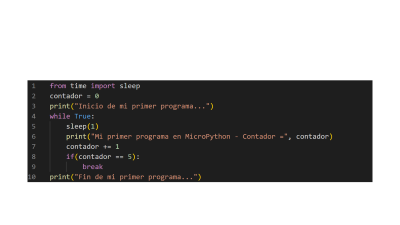 1 from time import sleep
2 contador = 0
3 print("Inicio de mi primer programa...")
4 while True:
5 sleep(1)
6 print("Mi primer programa en MicroPython - Contador =", contador)
7 contador += 1
8 if(contador == 5):
9 break
10 print("Fin de mi primer programa...")